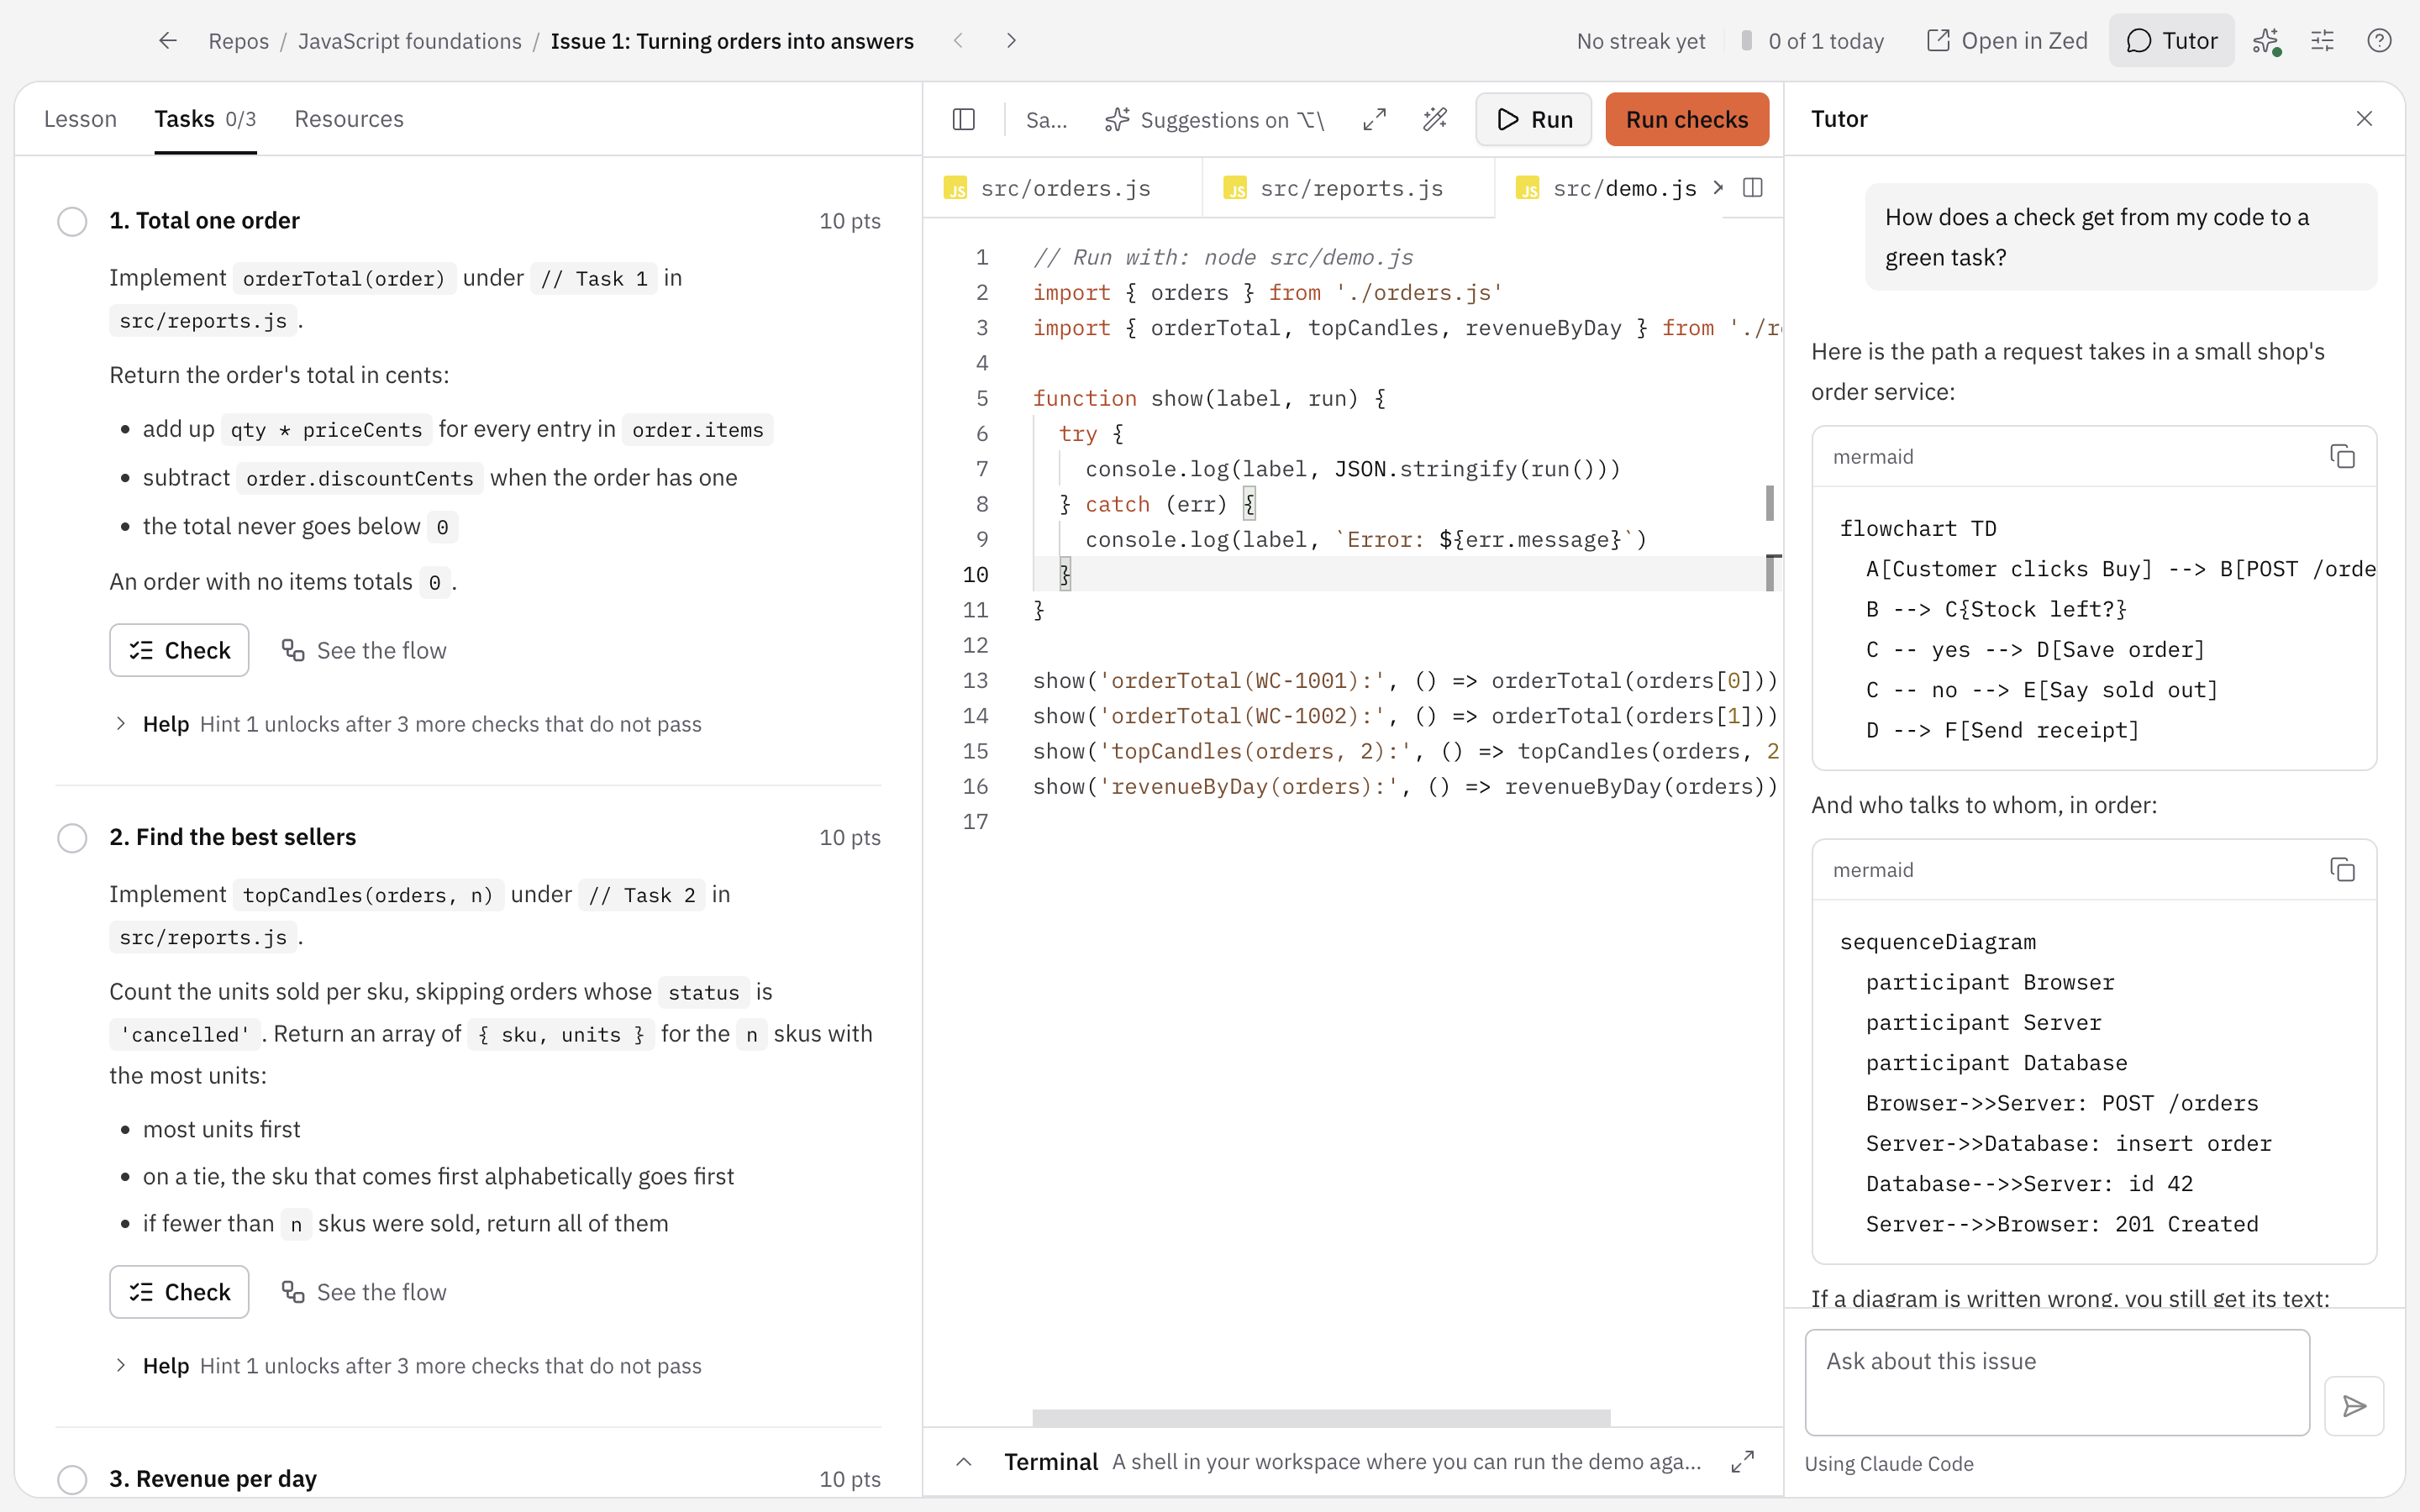 Repos / JavaScript foundations / Issue 1: Turning orders into answers
No streak yet
0 of 1 today
Open in Zed
Tutor
Lesson
Tasks 0/3
Resources
1. Total one order
10 pts
Implement orderTotal(order) under // Task 1 in
src/reports.js.
Return the order's total in cents:
• add up qty * priceCents for every entry in order.items
• subtract order.discountCents when the order has one
• the total never goes below 0
An order with no items totals 0.
Check
See the flow
Help Hint 1 unlocks after 3 more checks that do not pass
2. Find the best sellers
10 pts
Implement topCandles(orders, n) under // Task 2 in
src/reports.js.
Count the units sold per sku, skipping orders whose status is
'cancelled'. Return an array of { sku, units } for the n skus with
the most units:
• most units first
• on a tie, the sku that comes first alphabetically goes first
• if fewer than n skus were sold, return all of them
Check
See the flow
Help Hint 1 unlocks after 3 more checks that do not pass
3. Revenue per day
10 pts
Sa...
Suggestions on ⌥\
Run
Run checks
JS src/orders.js
JS src/reports.js
JS src/demo.js
1 // Run with: node src/demo.js
2 import { orders } from './orders.js'
3 import { orderTotal, topCandles, revenueByDay } from './r
4
5 function show(label, run) {
6   try {
7     console.log(label, JSON.stringify(run()))
8   } catch (err) {
9     console.log(label, `Error: ${err.message}`)
10   }
11 }
12
13 show('orderTotal(WC-1001):', () => orderTotal(orders[0]))
14 show('orderTotal(WC-1002):', () => orderTotal(orders[1]))
15 show('topCandles(orders, 2):', () => topCandles(orders, 2
16 show('revenueByDay(orders):', () => revenueByDay(orders))
17
Terminal A shell in your workspace where you can run the demo aga...
Tutor
How does a check get from my code to a
green task?
Here is the path a request takes in a small shop's
order service:
mermaid
flowchart TD
  A[Customer clicks Buy] --> B[POST /orde
  B --> C{Stock left?}
  C -- yes --> D[Save order]
  C -- no --> E[Say sold out]
  D --> F[Send receipt]
And who talks to whom, in order:
mermaid
sequenceDiagram
  participant Browser
  participant Server
  participant Database
  Browser->>Server: POST /orders
  Server->>Database: insert order
  Database-->>Server: id 42
  Server-->>Browser: 201 Created
If a diagram is written wrong, you still get its text:
Ask about this issue
Using Claude Code